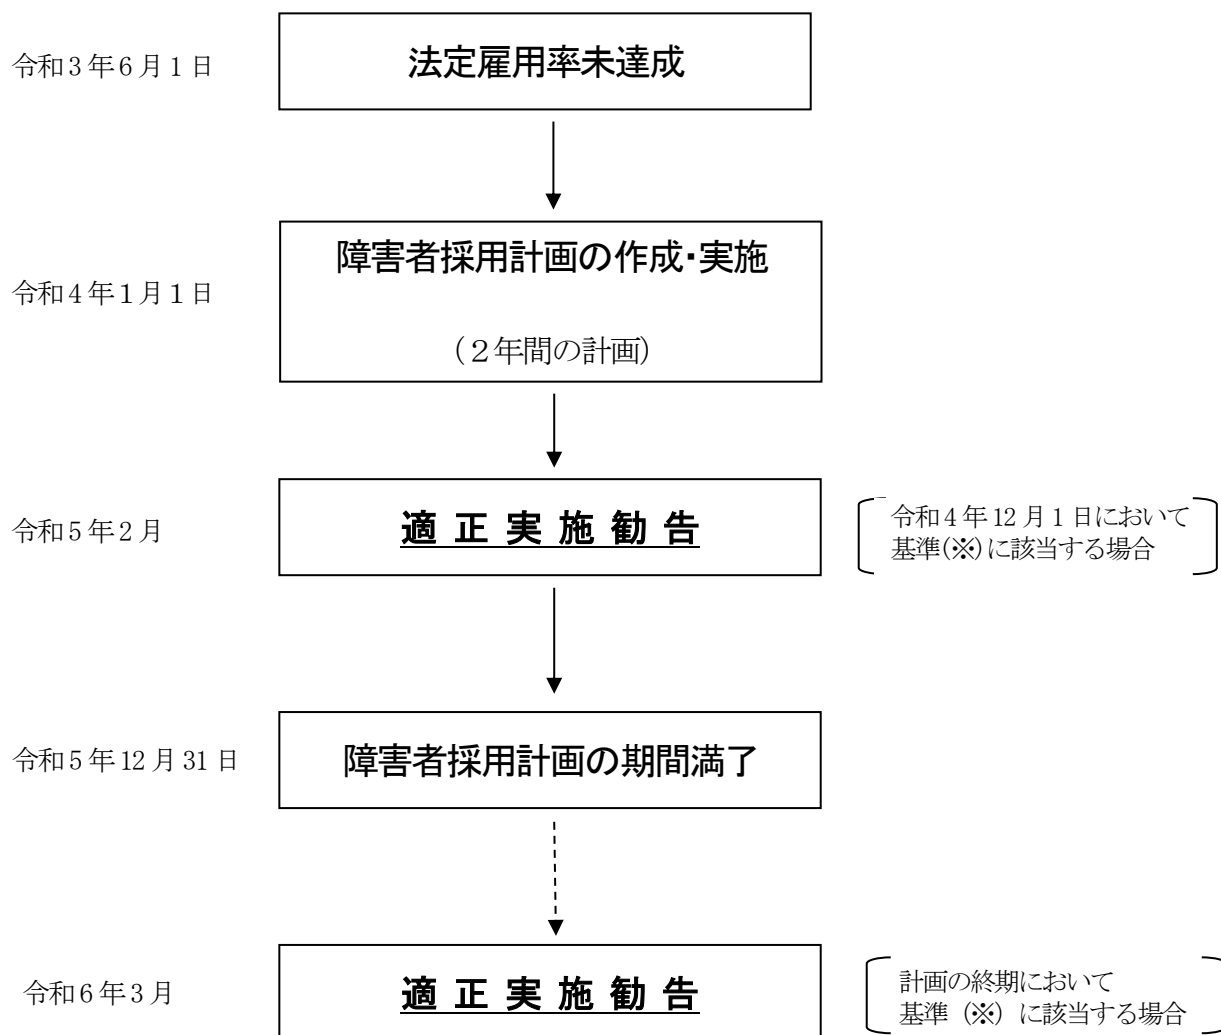 令和3年6月1日
法定雇用率未達成
令和4年1月1日
障害者採用計画の作成・実施
（２年間の計画）
令和5年2月
適正実施勧告
令和4年12月1日において
基準(※)に該当する場合
令和5年12月31日
障害者採用計画の期間満了
令和6年3月
適正実施勧告
計画の終期において
基準（※）に該当する場合